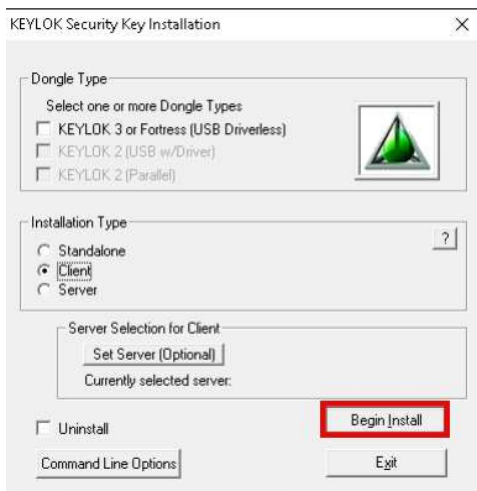 KEYLOK Security Key Installation
Dongle Type
Select one or more Dongle Types
KEYLOK 3 or Fortress (USB Driverless)
KEYLOK 2 (USB w/Driver)
KEYLOK 2 (Parallel)
Installation Type
?
Standalone
Client
Server
Server Selection for Client
Set Server (Optional)
Currently selected server:
Begin Install
Uninstall
Command Line Options
Exit